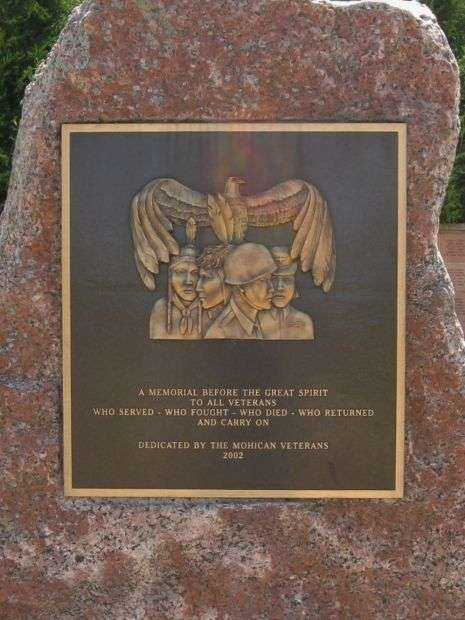 A MEMORIAL BEFORE THE GREAT SPIRIT
TO ALL VETERANS
WHO SERVED - WHO FOUGHT - WHO DIED - WHO RETURNED
AND CARRY ON
DEDICATED BY THE MOHICAN VETERANS
2002